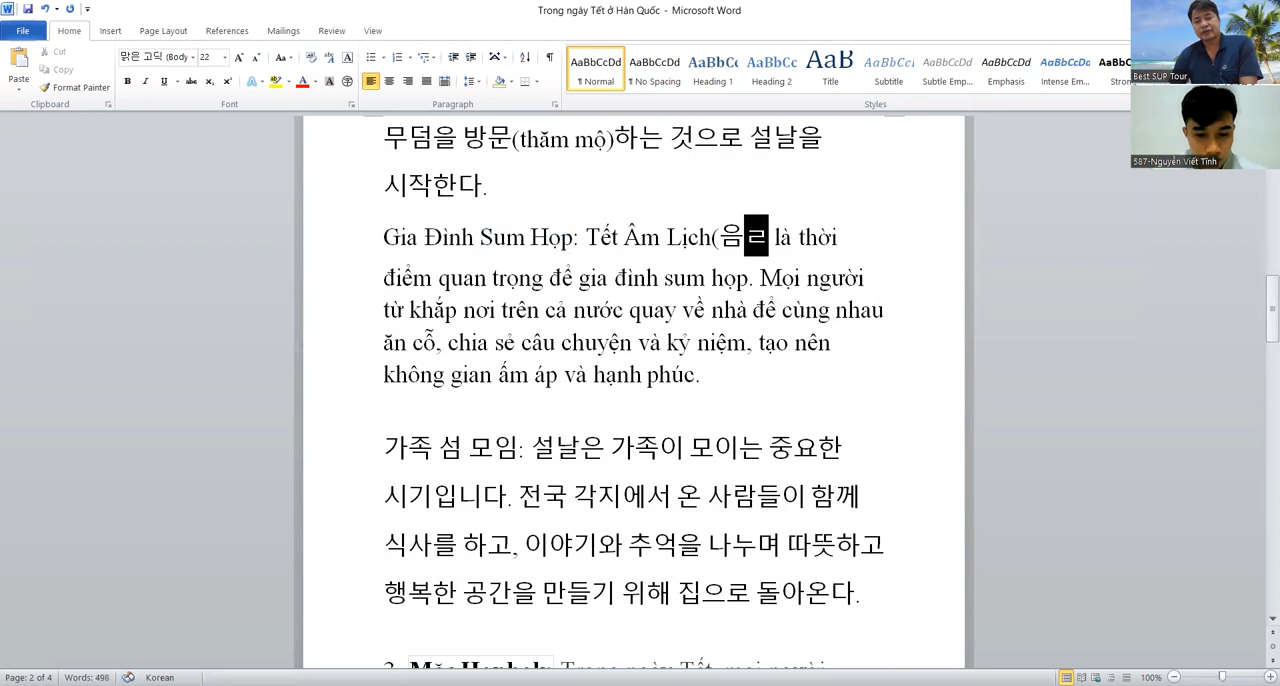 Trong ngày Tết ở Hàn Quốc - Microsoft Word
File Home Insert Page Layout References Mailings Review View
Cut
Copy
Format Painter
Paste
맑은 고딕 (Body 22
AaBbCcDd AaBbCcDd AaBbC AaBbCc AaB AaBbCcI AaBbCcDd AaBbCcDd AaBbCcDd
¶ Normal ¶ No Spacing Heading 1 Heading 2 Title Subtitle Subtle Emp... Emphasis Intense Em...
Clipboard Font Paragraph Styles
Best SUP Tour
587-Nguyễn Viết Tĩnh
무덤을 방문(thăm mộ)하는 것으로 설날을
시작한다.
Gia Đình Sum Họp: Tết Âm Lịch(음ㄹ là thời
điểm quan trọng để gia đình sum họp. Mọi người
từ khắp nơi trên cả nước quay về nhà để cùng nhau
ăn cỗ, chia sẻ câu chuyện và kỷ niệm, tạo nên
không gian ấm áp và hạnh phúc.
가족 섬 모임: 설날은 가족이 모이는 중요한
시기입니다. 전국 각지에서 온 사람들이 함께
식사를 하고, 이야기와 추억을 나누며 따뜻하고
행복한 공간을 만들기 위해 집으로 돌아온다.
Page: 2 of 4 Words: 498 Korean 100%